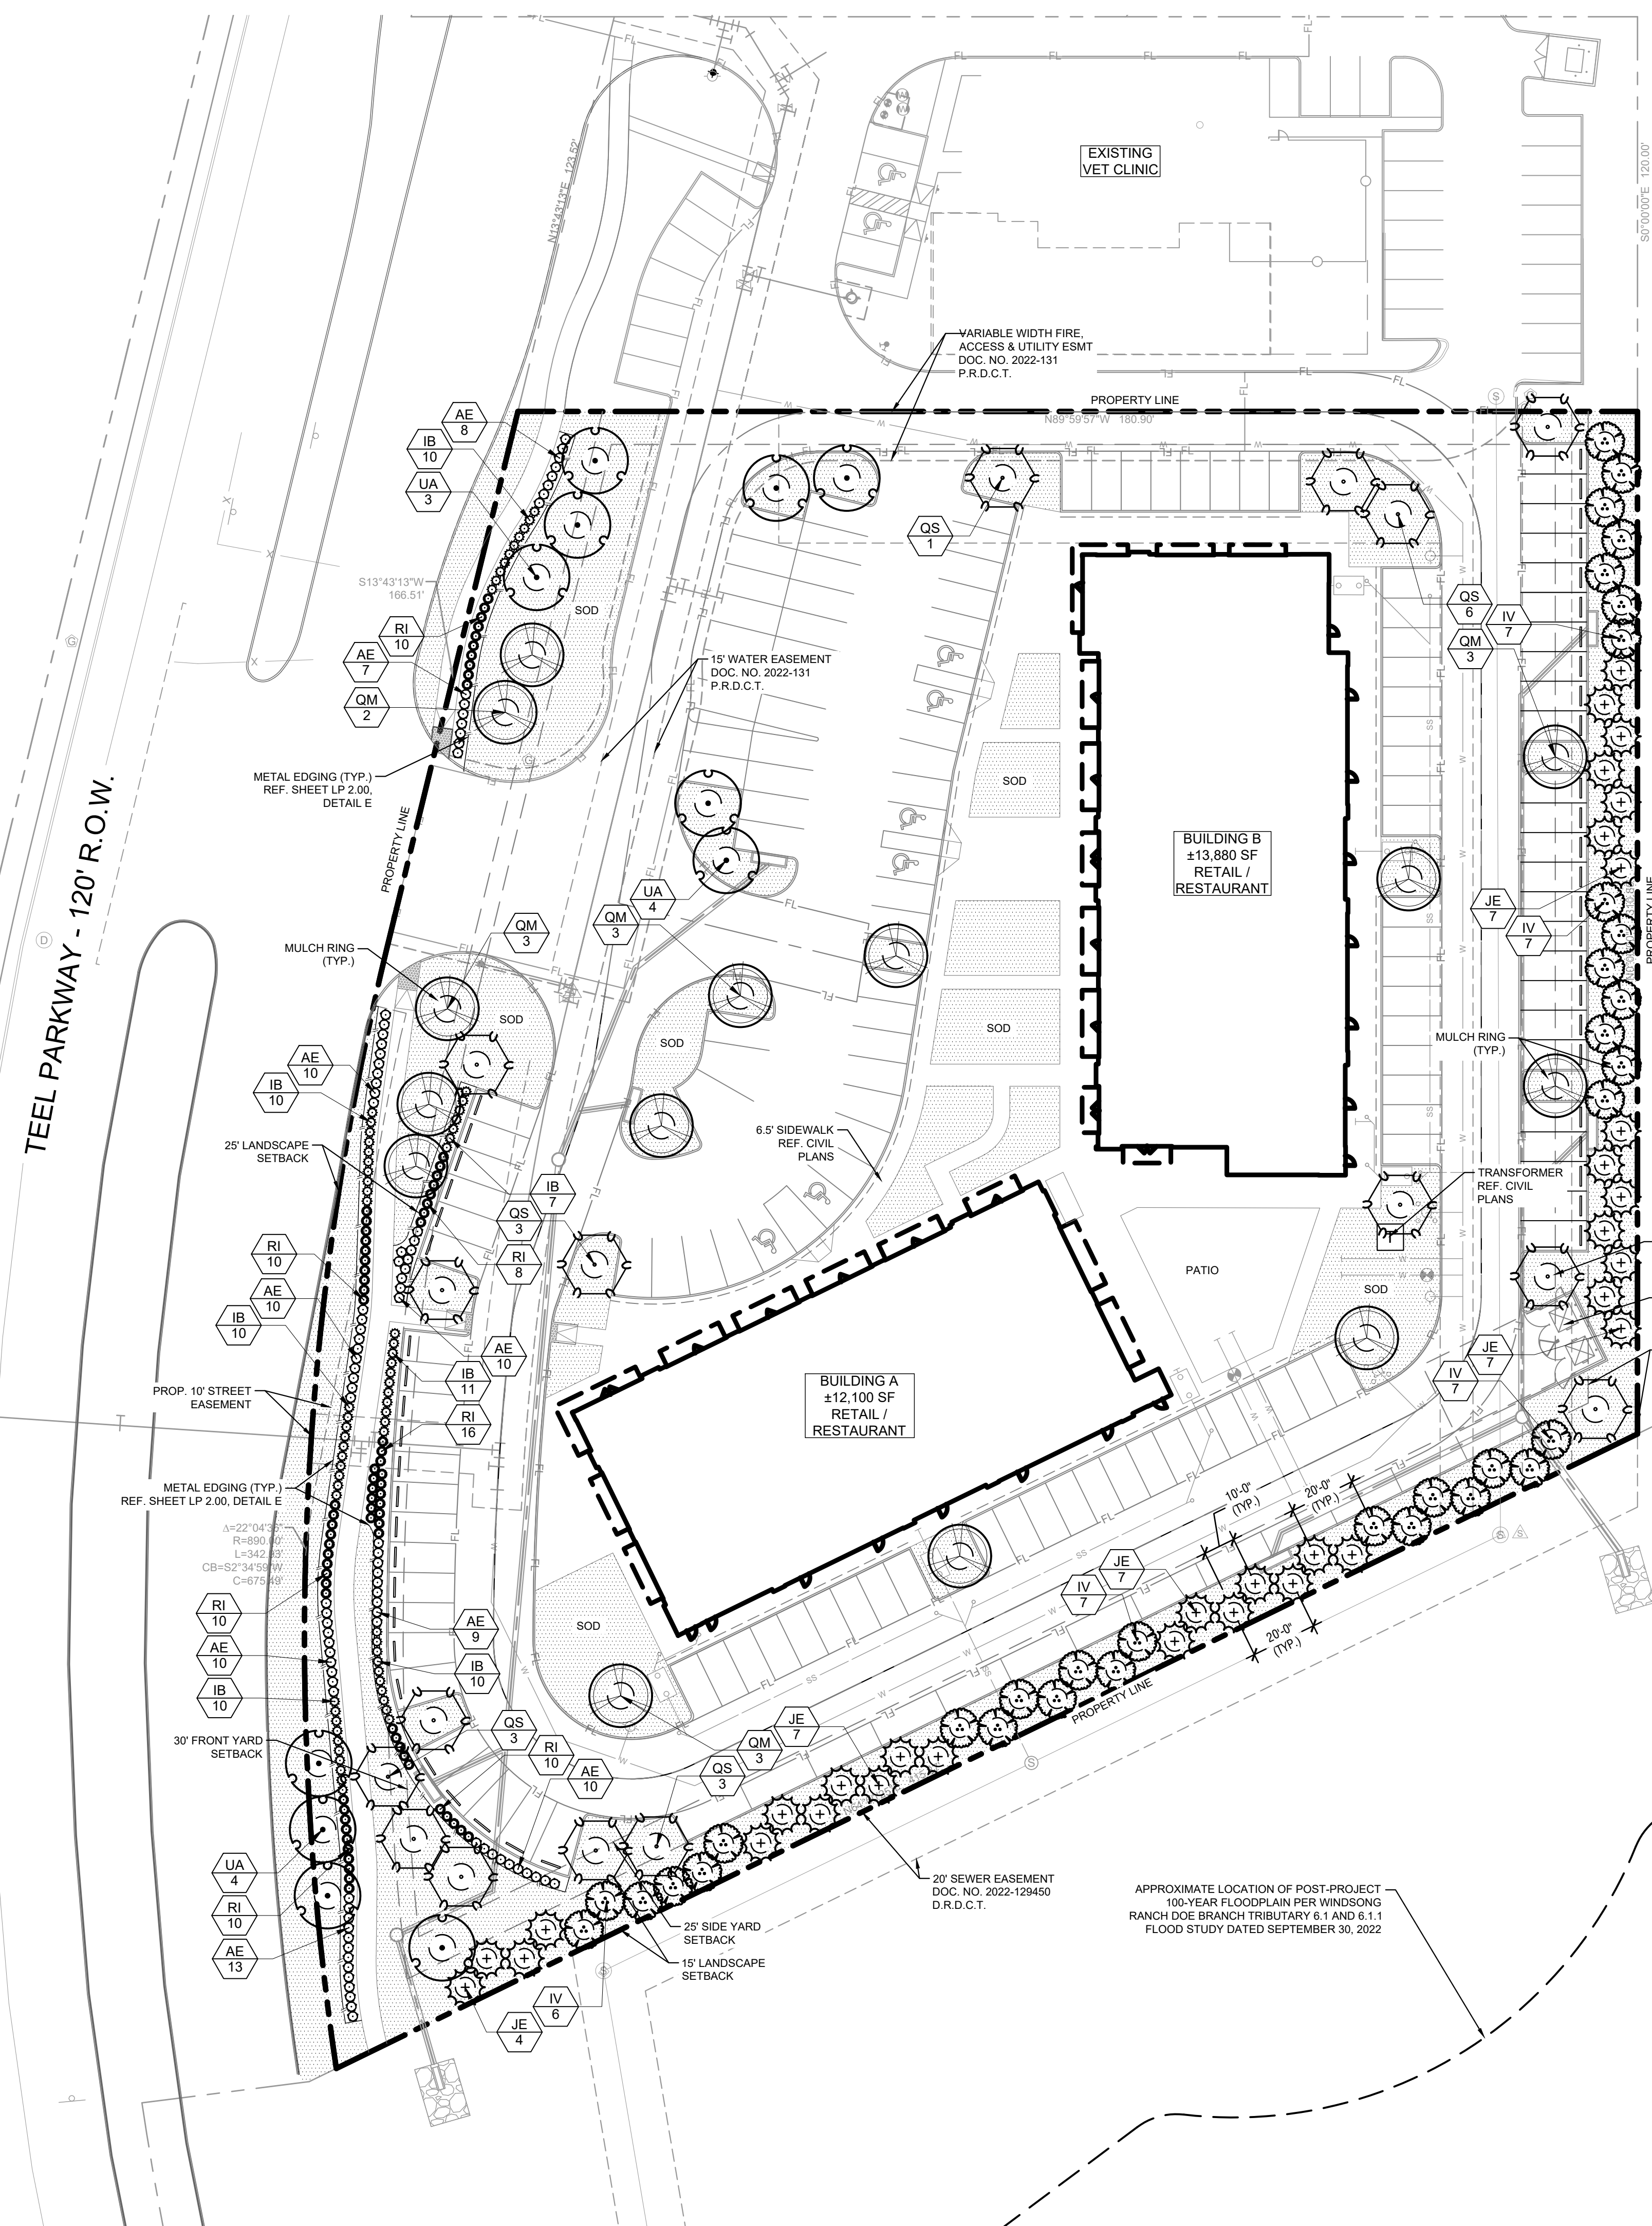 EXISTING
VET CLINIC
N13°43'13"E 123.52'
S0°00'00"E 120.00'
VARIABLE WIDTH FIRE,
ACCESS & UTILITY ESMT
DOC. NO. 2022-131
P.R.D.C.T.
PROPERTY LINE
N89°59'57"W 180.90'
AE
8
IB
10
UA
3
QS
1
S13°43'13"W
166.51'
SOD
RI
10
AE
7
QM
2
QS
6
IV
7
QM
3
15' WATER EASEMENT
DOC. NO. 2022-131
P.R.D.C.T.
METAL EDGING (TYP.)
REF. SHEET LP 2.00,
DETAIL E
SOD
PROPERTY LINE
TEEL PARKWAY - 120' R.O.W.
BUILDING B
±13,880 SF
RETAIL /
RESTAURANT
UA
4
QM
3
QM
3
JE
7
IV
7
PROPERTY LINE
MULCH RING
(TYP.)
SOD
SOD
SOD
MULCH RING
(TYP.)
AE
10
IB
10
25' LANDSCAPE
SETBACK
6.5' SIDEWALK
REF. CIVIL
PLANS
TRANSFORMER
REF. CIVIL
PLANS
IB
7
QS
3
RI
8
RI
10
AE
10
IB
10
PATIO
SOD
AE
10
IB
11
RI
16
JE
7
IV
7
PROP. 10' STREET
EASEMENT
BUILDING A
±12,100 SF
RETAIL /
RESTAURANT
METAL EDGING (TYP.)
REF. SHEET LP 2.00, DETAIL E
10'-0"
(TYP.)
20'-0"
(TYP.)
R=890.00'
JE
7
IV
7
RI
10
AE
10
IB
10
AE
9
IB
10
SOD
20'-0"
(TYP.)
PROPERTY LINE
30' FRONT YARD
SETBACK
QS
3
RI
10
AE
10
JE
7
QM
3
QS
3
UA
4
RI
10
AE
13
20' SEWER EASEMENT
DOC. NO. 2022-129450
D.R.D.C.T.
APPROXIMATE LOCATION OF POST-PROJECT
100-YEAR FLOODPLAIN PER WINDSONG
RANCH DOE BRANCH TRIBUTARY 6.1 AND 6.1.1
FLOOD STUDY DATED SEPTEMBER 30, 2022
25' SIDE YARD
SETBACK
15' LANDSCAPE
SETBACK
IV
6
JE
4